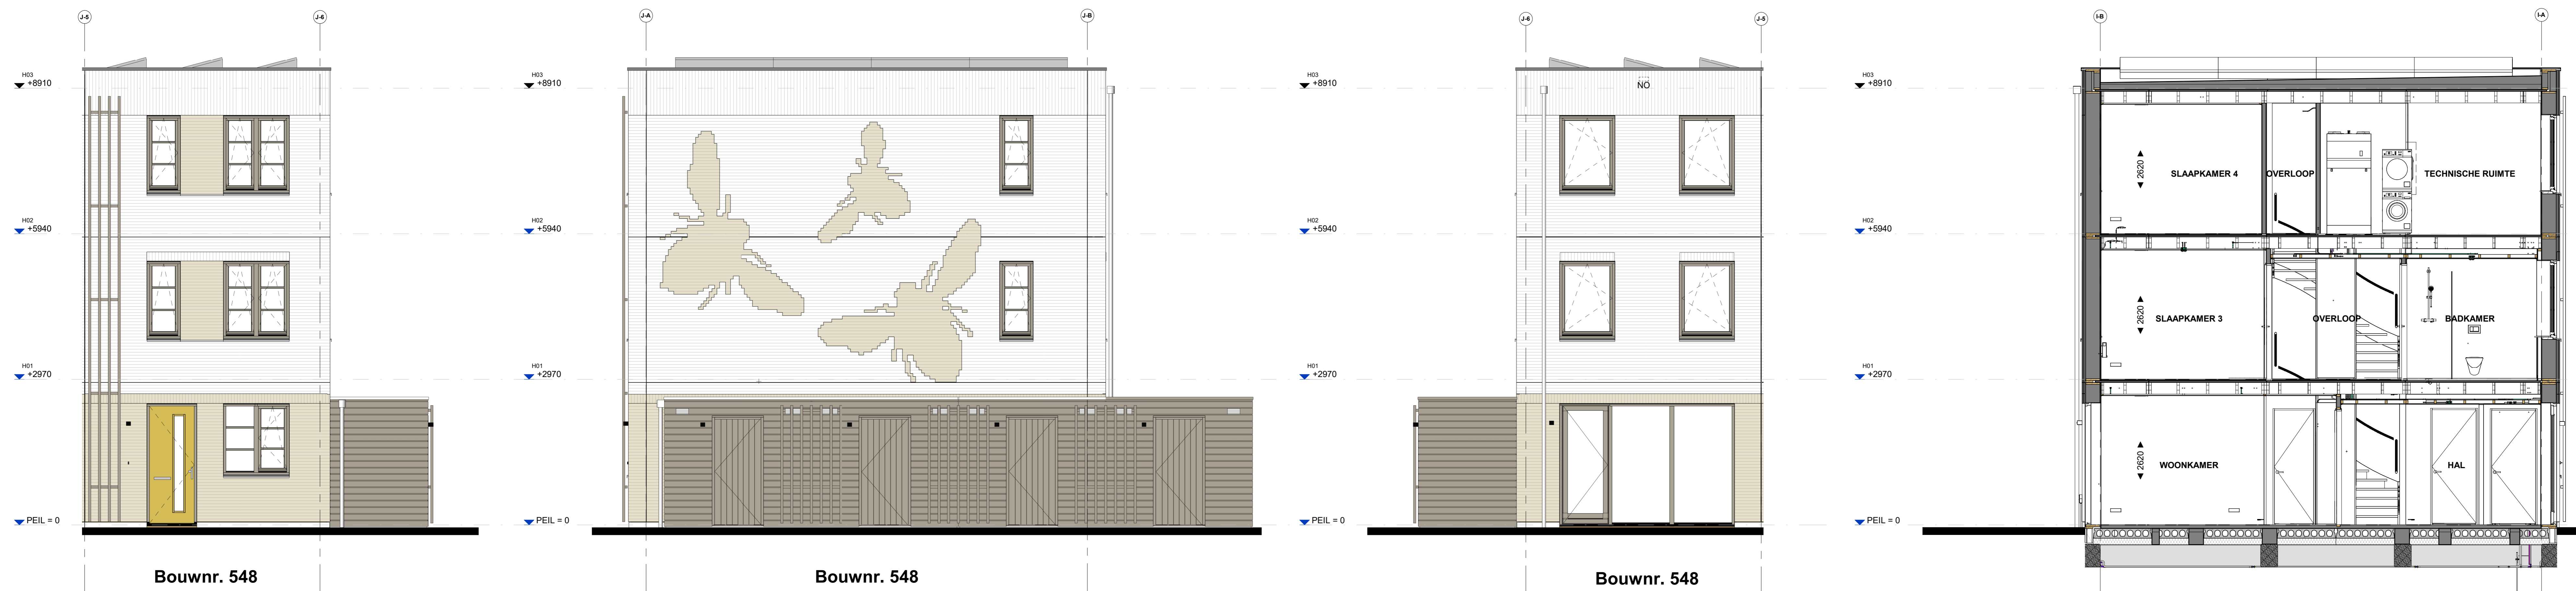 J-5
J-6
H03
+8910
H02
+5940
H01
+2970
PEIL = 0
Bouwnr. 548
J-A
J-B
H03
+8910
H02
+5940
H01
+2970
PEIL = 0
Bouwnr. 548
J-6
J-5
H03
+8910
H02
+5940
H01
+2970
PEIL = 0
NO
Bouwnr. 548
I-B
I-A
H03
+8910
H02
+5940
H01
+2970
PEIL = 0
2620
SLAAPKAMER 4
OVERLOOP
TECHNISCHE RUIMTE
2620
SLAAPKAMER 3
OVERLOOP
BADKAMER
2620
WOONKAMER
HAL